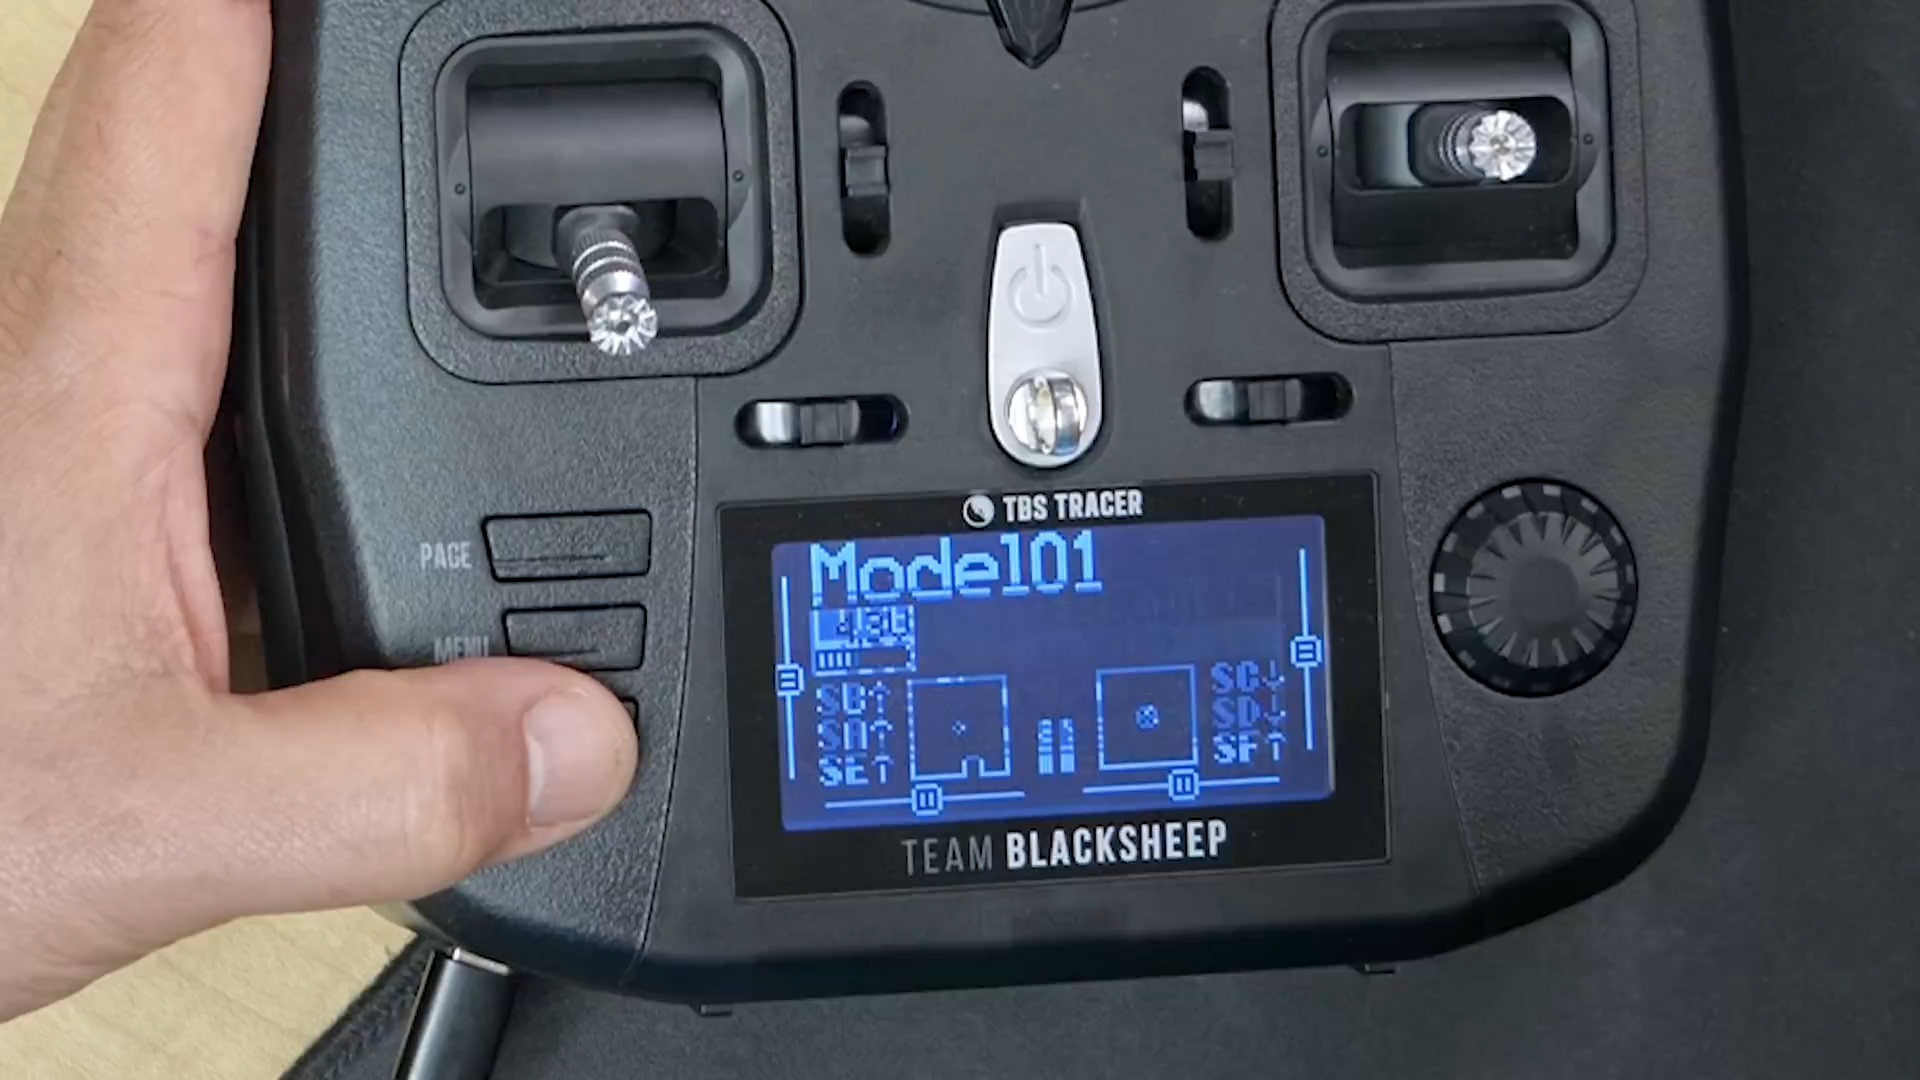 TBS TRACER
Model01
SB↑
SA↑
SE↑
SC↓
SD↓
SF↑
PAGE
MENU
TEAM BLACKSHEEP